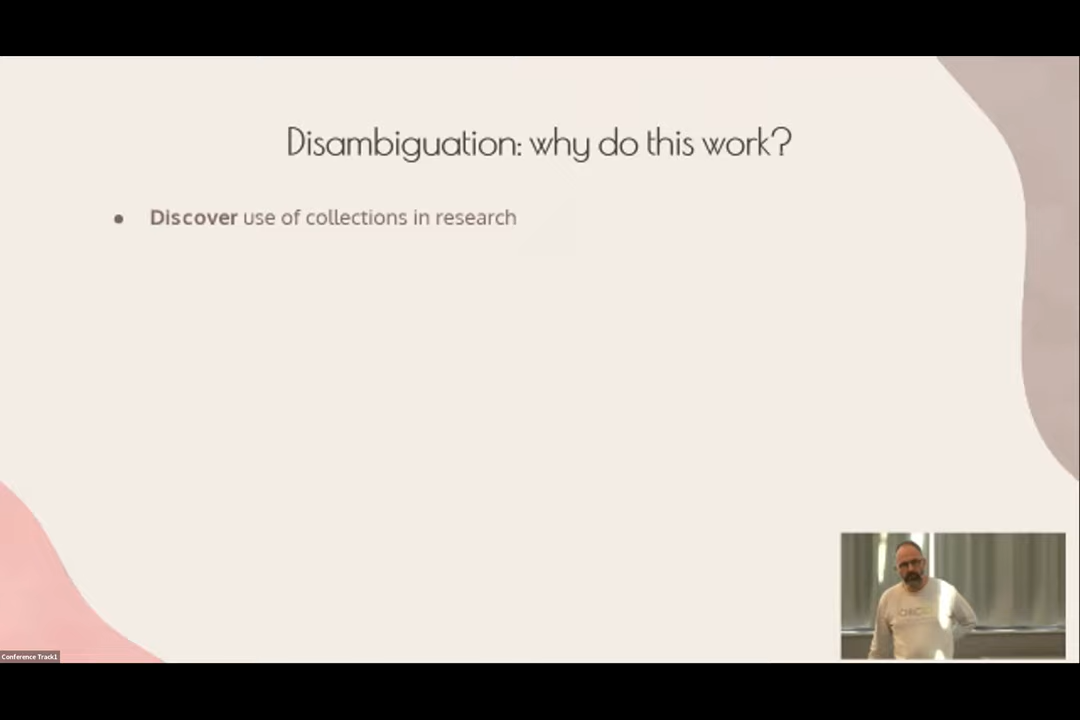 Disambiguation: why do this work?
● Discover use of collections in research
Conference Track1